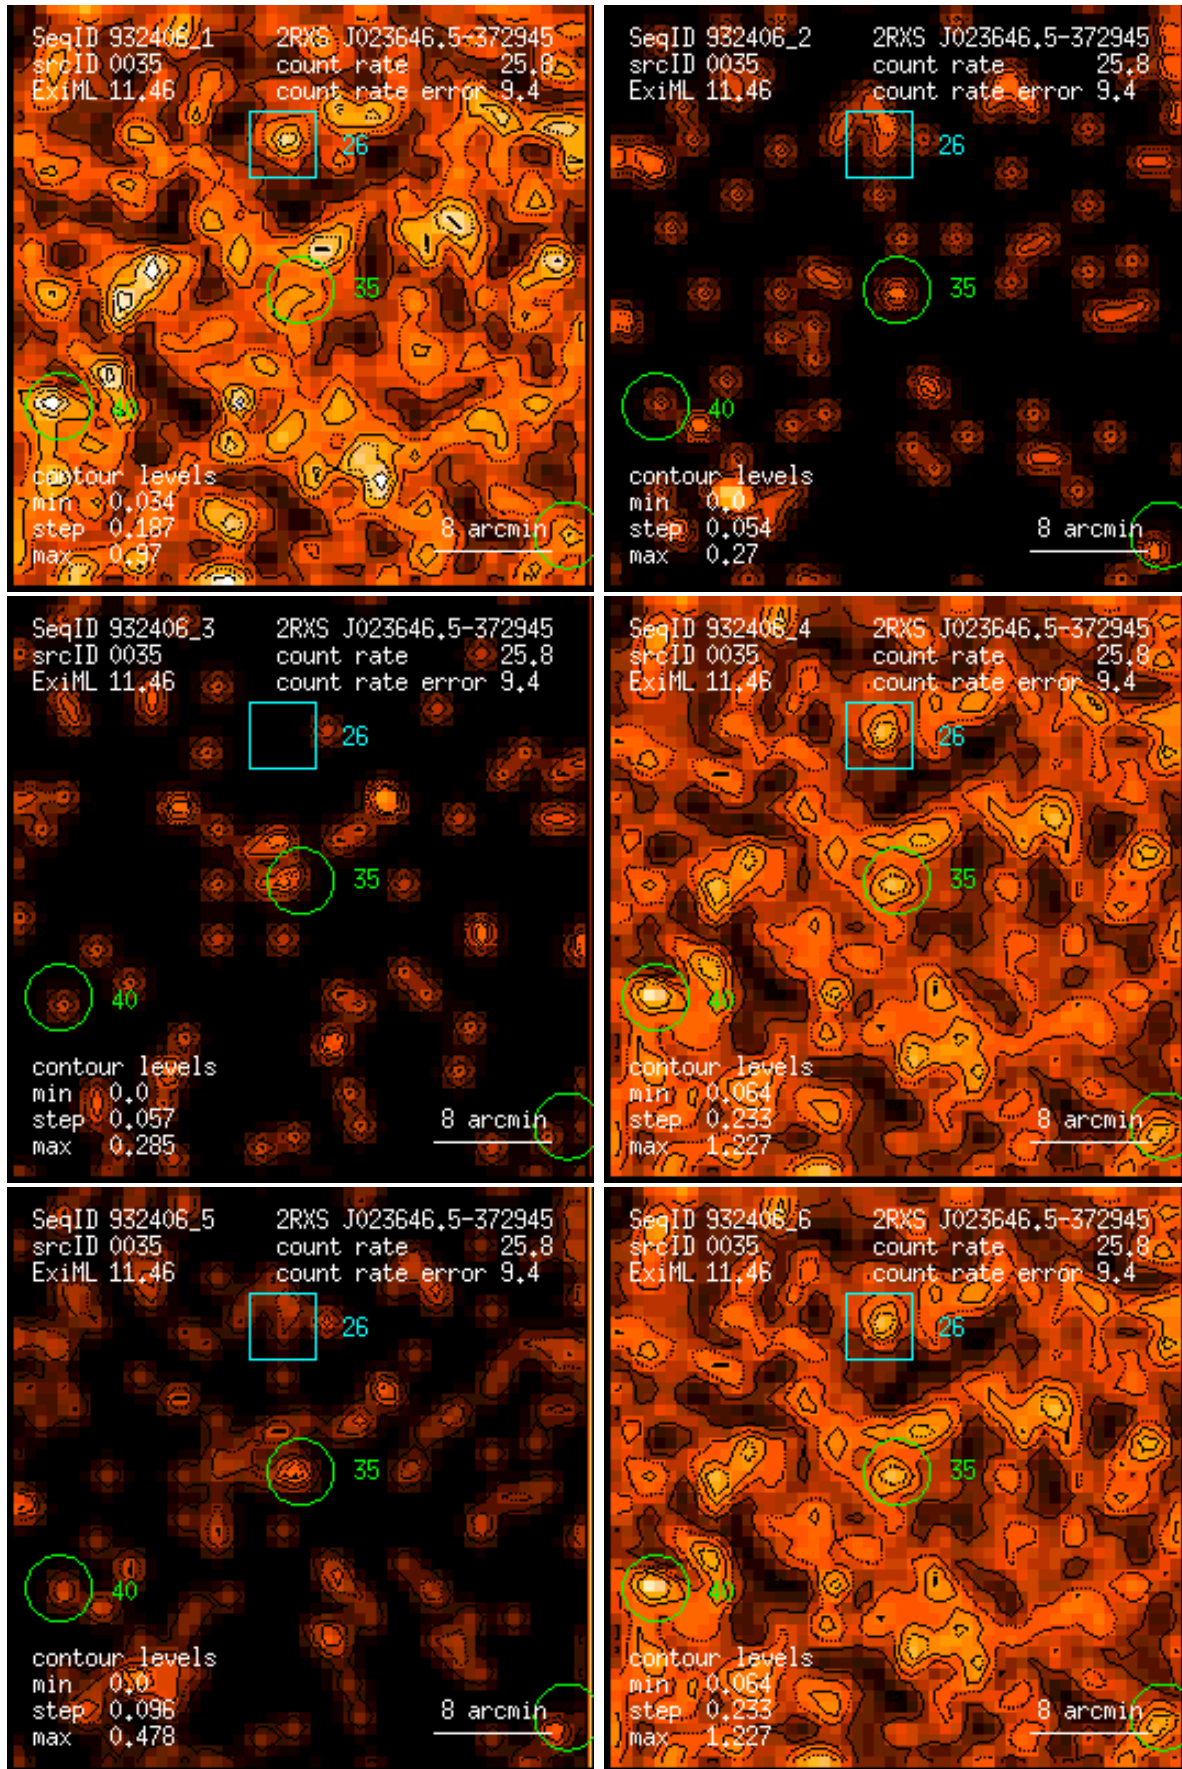 SeqID 932406_1 2RXS J023646.5-372945
srcID 0035 count rate 25.8
ExiML 11.46 count rate error 9.4
26
35
40
contour levels
min 0.034
step 0.187 8 arcmin
max 0.97
SeqID 932406_2 2RXS J023646.5-372945
srcID 0035 count rate 25.8
ExiML 11.46 count rate error 9.4
26
35
40
contour levels
min 0.0
step 0.054 8 arcmin
max 0.27
SeqID 932406_3 2RXS J023646.5-372945
srcID 0035 count rate 25.8
ExiML 11.46 count rate error 9.4
26
35
40
contour levels
min 0.0
step 0.057 8 arcmin
max 0.285
SeqID 932406_4 2RXS J023646.5-372945
srcID 0035 count rate 25.8
ExiML 11.46 count rate error 9.4
26
35
40
contour levels
min 0.064
step 0.233 8 arcmin
max 1.227
SeqID 932406_5 2RXS J023646.5-372945
srcID 0035 count rate 25.8
ExiML 11.46 count rate error 9.4
26
35
40
contour levels
min 0.0
step 0.096 8 arcmin
max 0.478
SeqID 932406_6 2RXS J023646.5-372945
srcID 0035 count rate 25.8
ExiML 11.46 count rate error 9.4
26
35
40
contour levels
min 0.064
step 0.233 8 arcmin
max 1.227